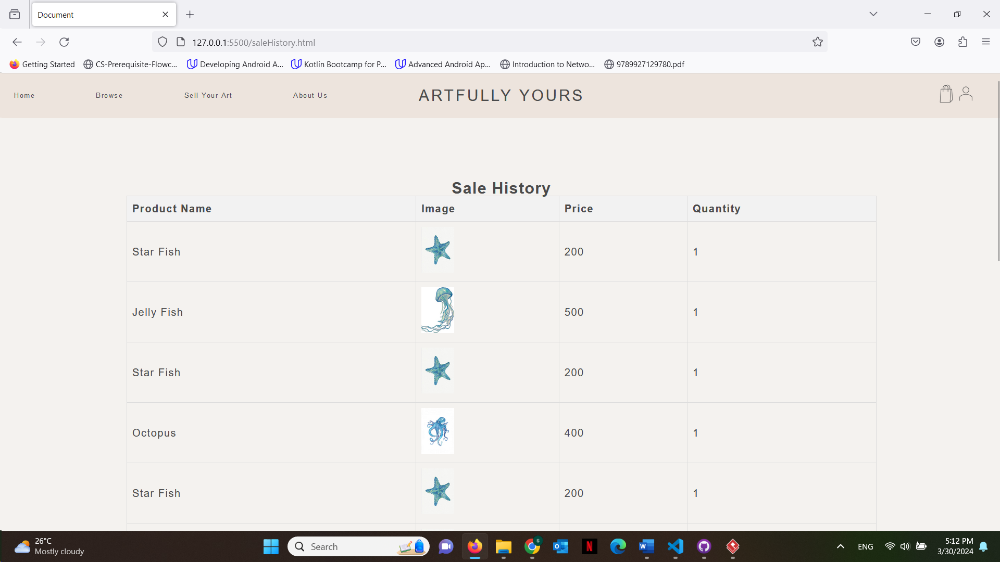 Document
127.0.0.1:5500/saleHistory.html
Getting Started CS-Prerequisite-Flowc... Developing Android A... Kotlin Bootcamp for P... Advanced Android Ap... Introduction to Netwo... 9789927129780.pdf
Home Browse Sell Your Art About Us ARTFULLY YOURS
Sale History
Product Name Image Price Quantity
Star Fish 200 1
Jelly Fish 500 1
Star Fish 200 1
Octopus 400 1
Star Fish 200 1
26°C
Mostly cloudy
Search
ENG
5:12 PM
3/30/2024